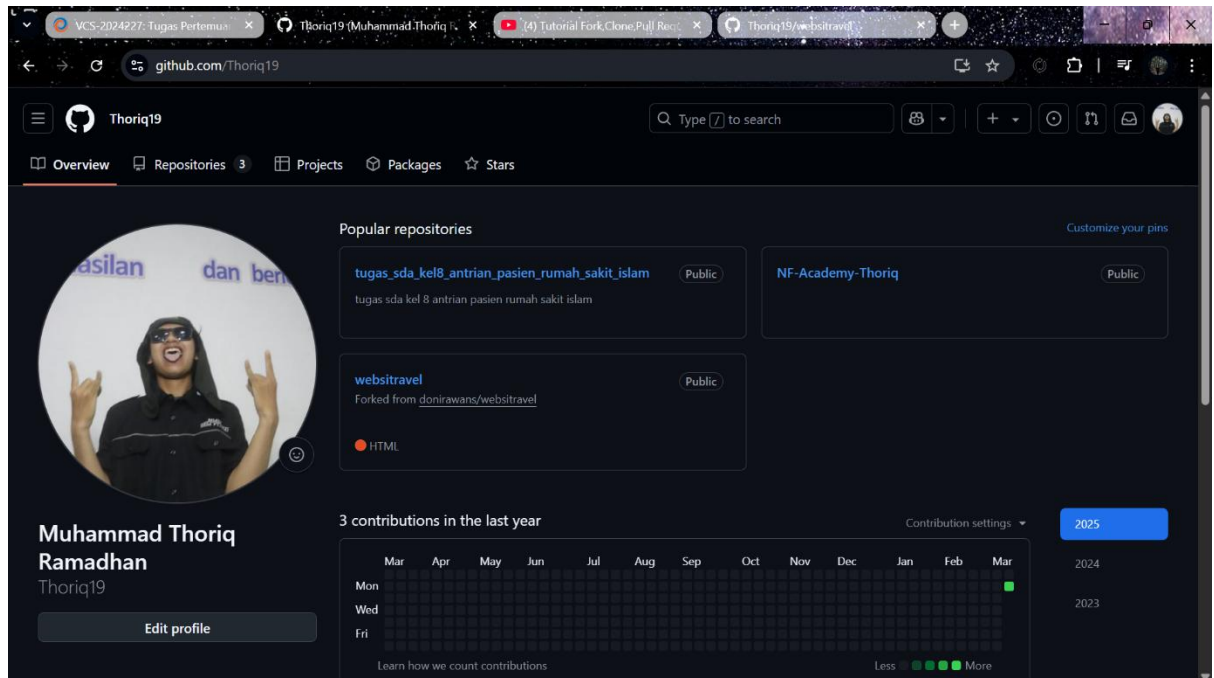 VCS-2024227: Tugas Pertemua
Thoriq19 (Muhammad Thoriq R
(4) Tutorial Fork,Clone,Pull Req
Thoriq19/websitravel
github.com/Thoriq19
Thoriq19
Type / to search
Overview
Repositories 3
Projects
Packages
Stars
asilan dan ber
Popular repositories
Customize your pins
tugas_sda_kel8_antrian_pasien_rumah_sakit_islam Public
tugas sda kel 8 antrian pasien rumah sakit islam
NF-Academy-Thoriq Public
websitravel Public
Forked from donirawans/websitravel
HTML
Muhammad Thoriq
Ramadhan
Thoriq19
Edit profile
3 contributions in the last year
Contribution settings
2025
2024
2023
Mar Apr May Jun Jul Aug Sep Oct Nov Dec Jan Feb Mar
Mon
Wed
Fri
Learn how we count contributions
Less More